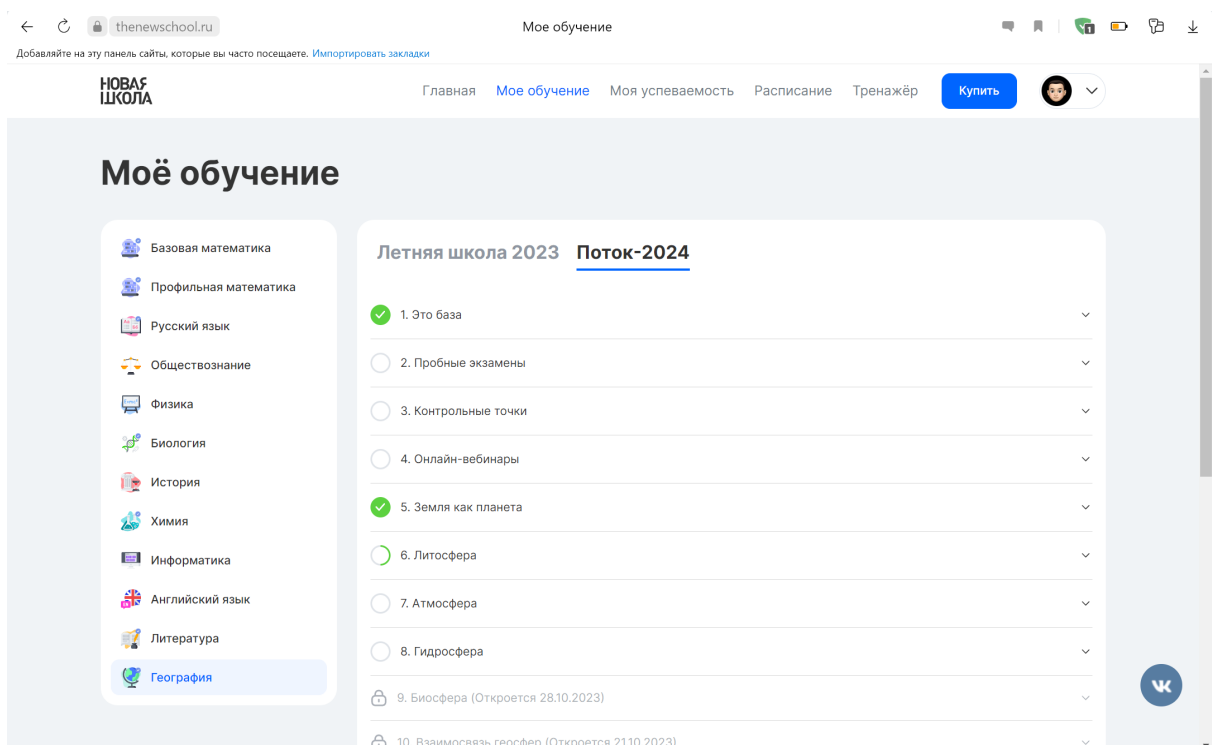 thenewschool.ru
Мое обучение
1
Добавляйте на эту панель сайты, которые вы часто посещаете. Импортировать закладки
НОВАЯ
ШКОЛА
Главная Мое обучение Моя успеваемость Расписание Тренажёр Купить
Моё обучение
Базовая математика
Профильная математика
Русский язык
Обществознание
Физика
Биология
История
Химия
Информатика
Английский язык
Литература
География
Летняя школа 2023 Поток-2024
1. Это база
2. Пробные экзамены
3. Контрольные точки
4. Онлайн-вебинары
5. Земля как планета
6. Литосфера
7. Атмосфера
8. Гидросфера
9. Биосфера (Откроется 28.10.2023)
10. Взаимосвязь геосфер (Откроется 21.10.2023)